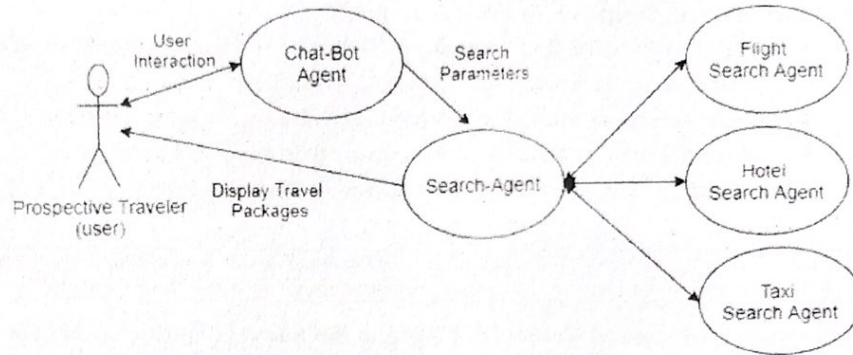 User
Interaction
Chat-Bot
Agent
Search
Parameters
Flight
Search Agent
Search-Agent
Hotel
Search Agent
Display Travel
Packages
Prospective Traveler
(user)
Taxi
Search Agent